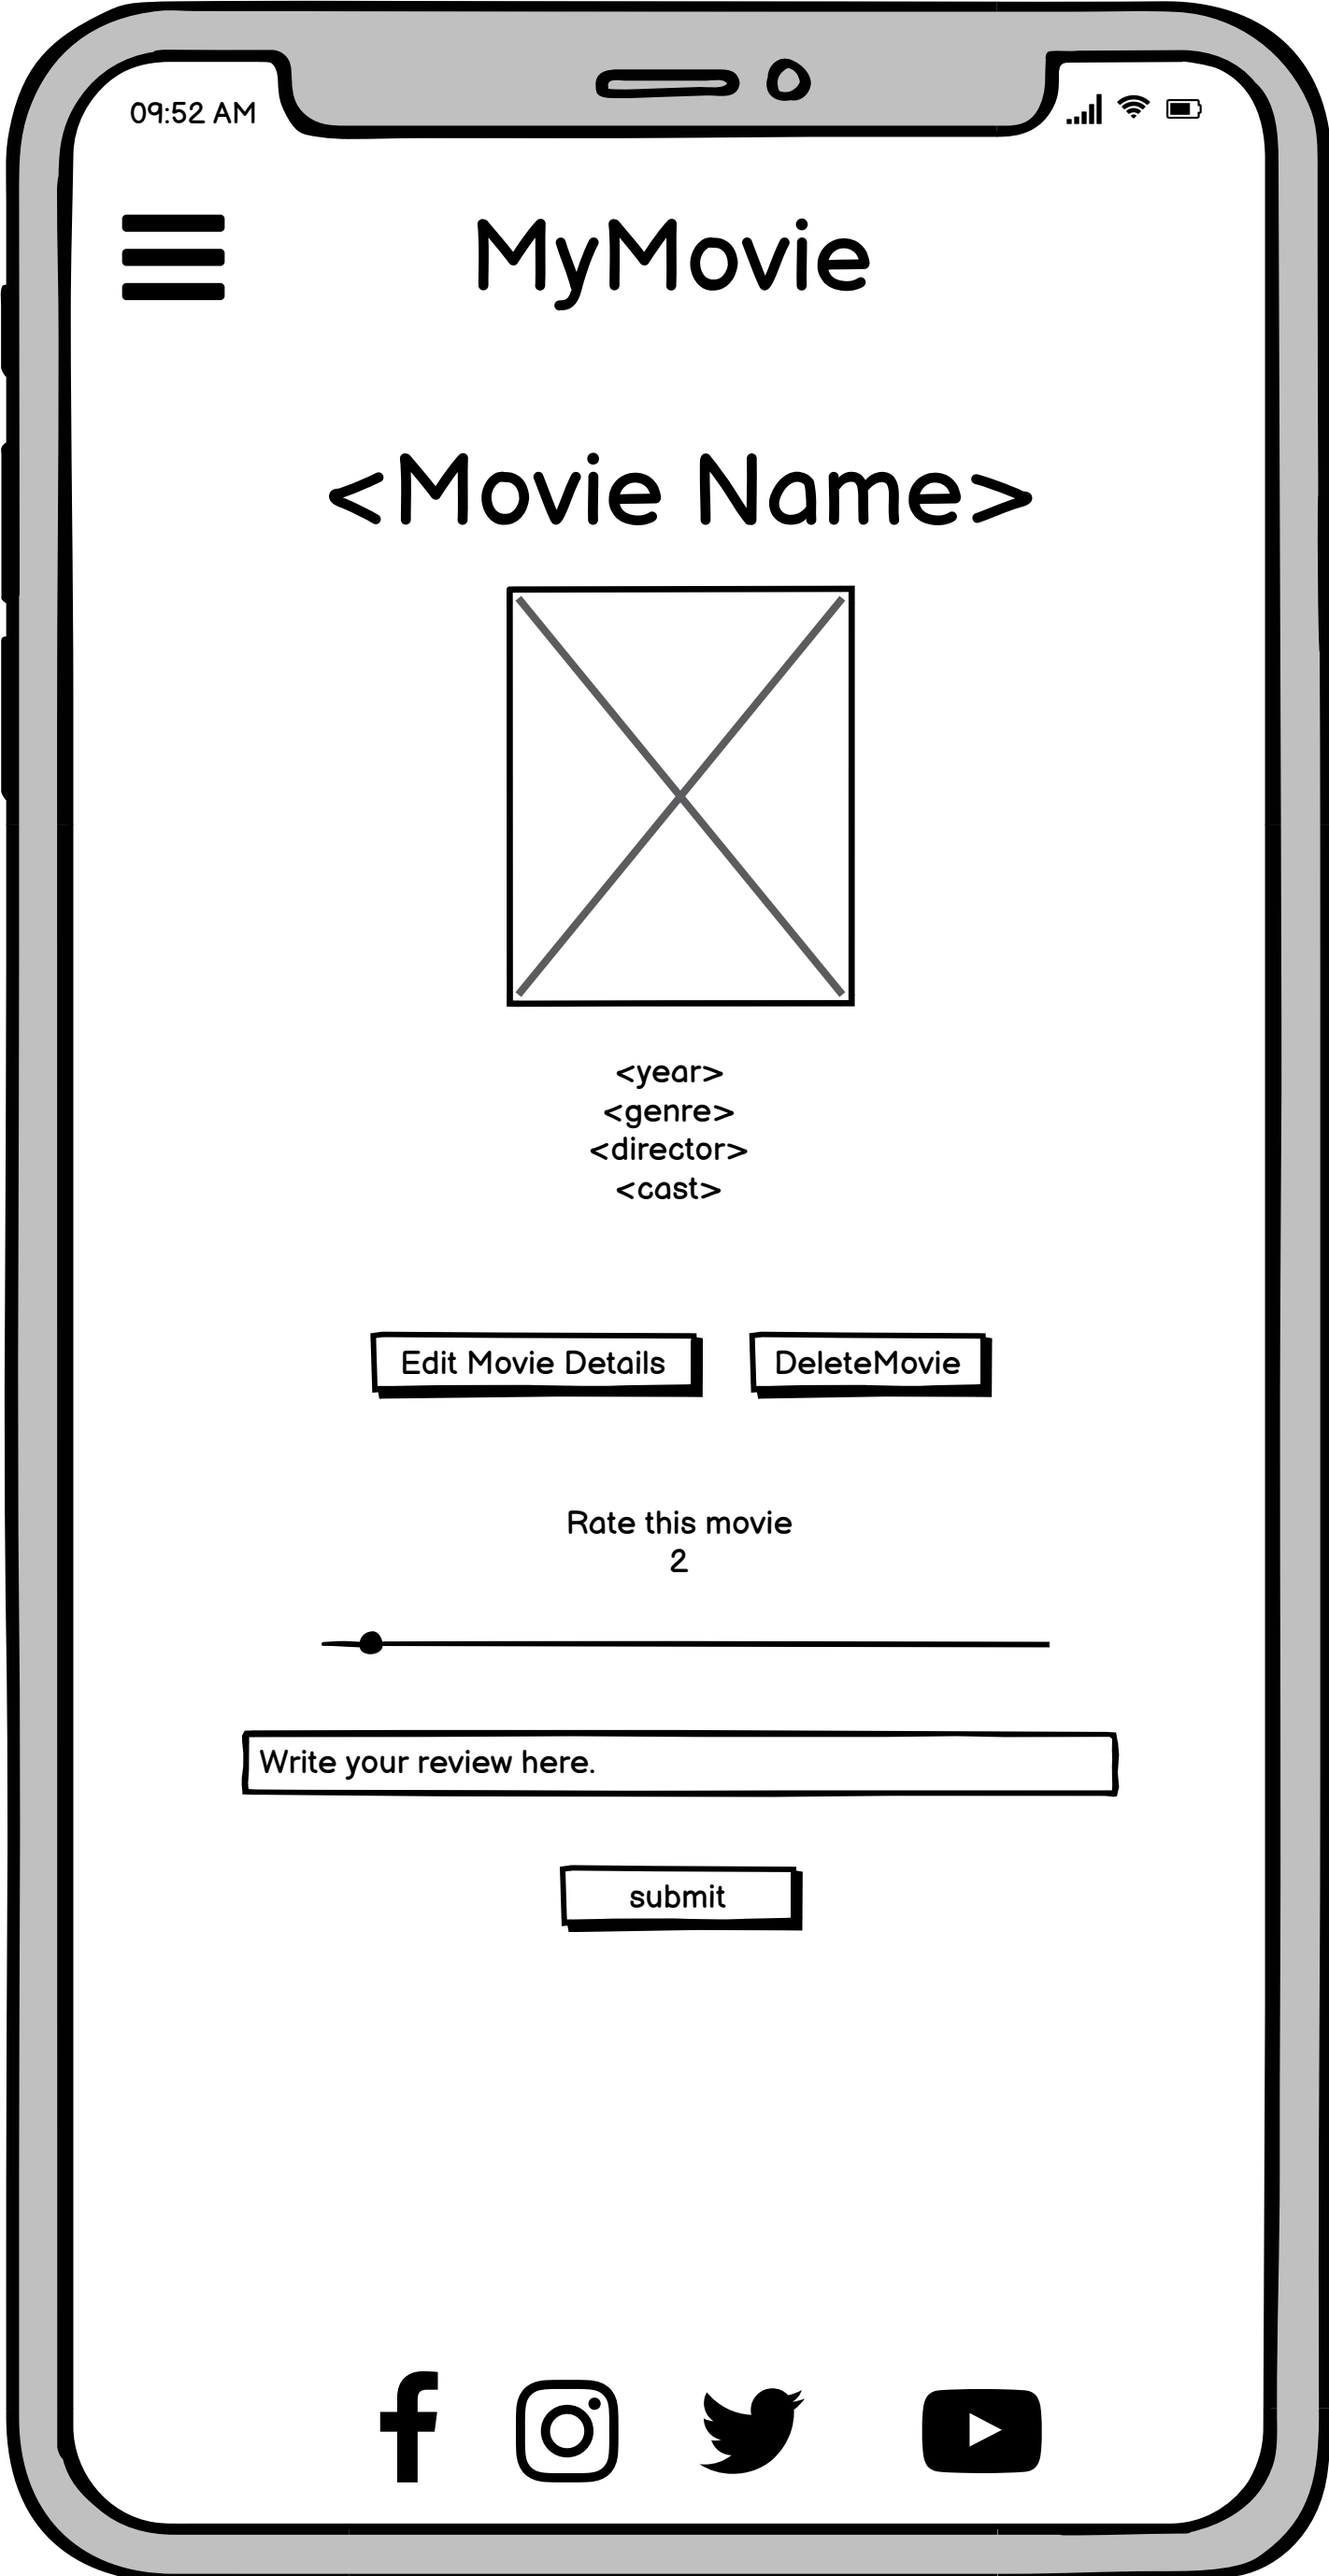 09:52 AM
MyMovie
<Movie Name>
<year>
<genre>
<director>
<cast>
Edit Movie Details DeleteMovie
Rate this movie
2
Write your review here.
submit